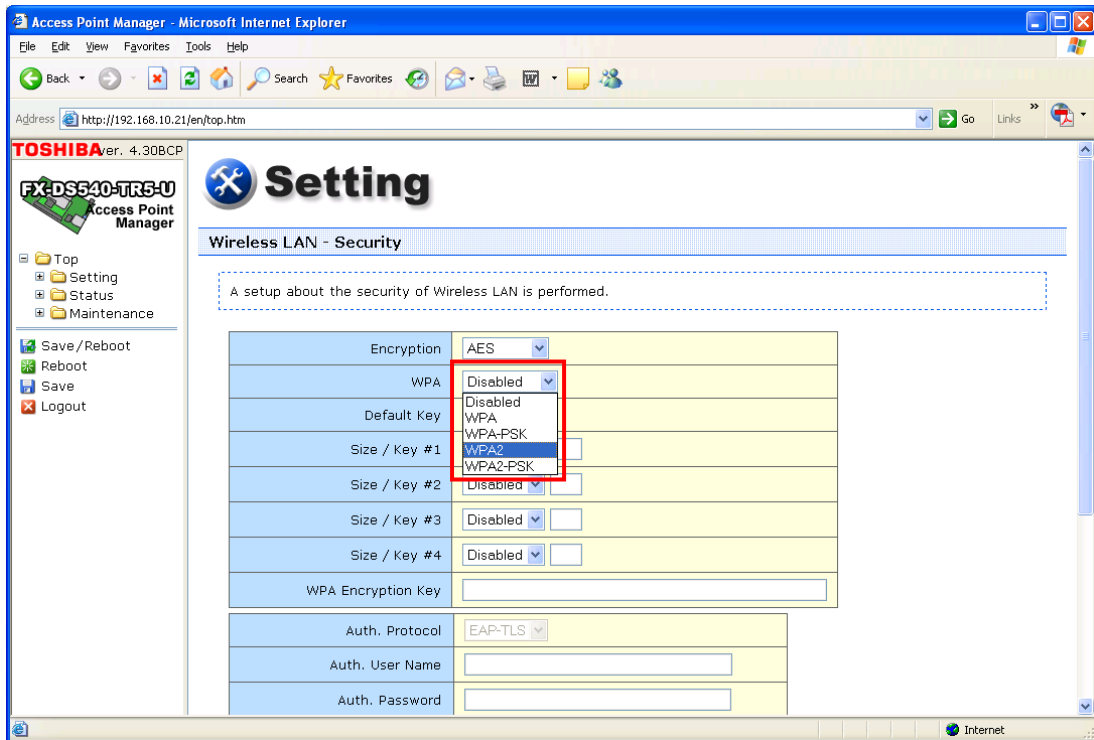 Access Point Manager - Microsoft Internet Explorer
File Edit View Favorites Tools Help
Back Search Favorites
Address http://192.168.10.21/en/top.htm Go Links
TOSHIBA ver. 4.30BCP
FX-DS540-TR5-U
Access Point
Manager
Top
Setting
Status
Maintenance
Save/Reboot
Reboot
Save
Logout
Setting
Wireless LAN - Security
A setup about the security of Wireless LAN is performed.
Encryption AES
WPA Disabled
Disabled
WPA
WPA-PSK
WPA2
WPA2-PSK
Default Key
Size / Key #1
Size / Key #2 Disabled
Size / Key #3 Disabled
Size / Key #4 Disabled
WPA Encryption Key
Auth. Protocol EAP-TLS
Auth. User Name
Auth. Password
Internet